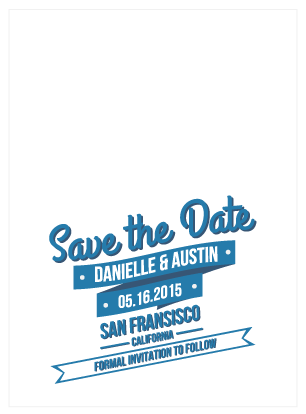 Save the Date
DANIELLE & AUSTIN
05.16.2015
SAN FRANSISCO
CALIFORNIA
FORMAL INVITATION TO FOLLOW